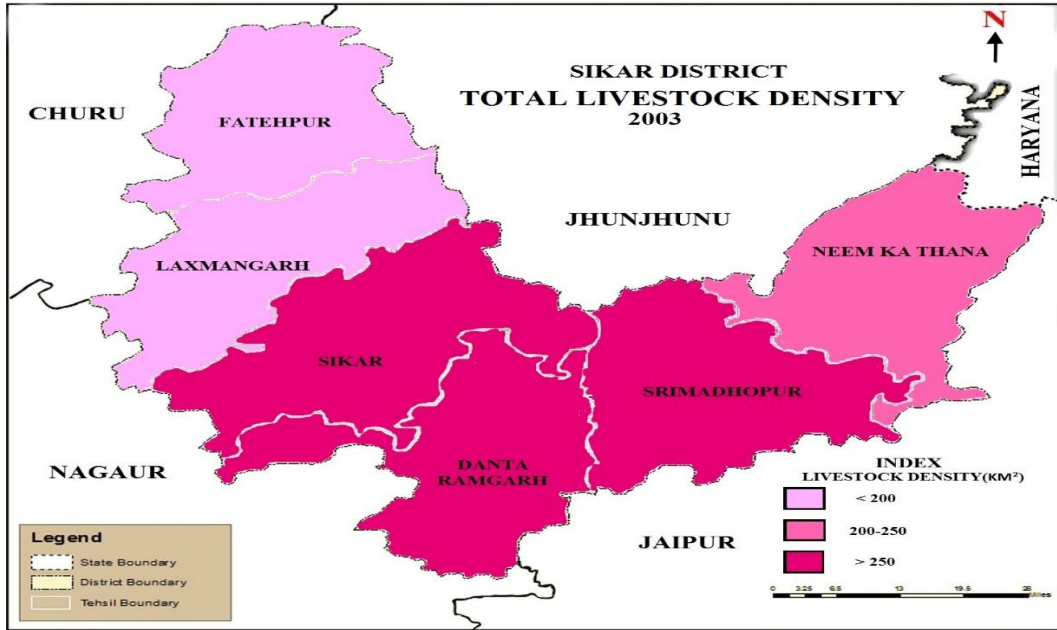 N
SIKAR DISTRICT
TOTAL LIVESTOCK DENSITY
2003
CHURU
FATEHPUR
HARYANA
JHUNJHUNU
NEEM KA THANA
LAXMANGARH
SIKAR
SRIMADHOPUR
NAGAUR
DANTA
RAMGARH
JAIPUR
INDEX
LIVESTOCK DENSITY(KM²)
< 200
200-250
> 250
Legend
State Boundary
District Boundary
Tehsil Boundary
0 3.25 6.5 13 19.5 26
Miles